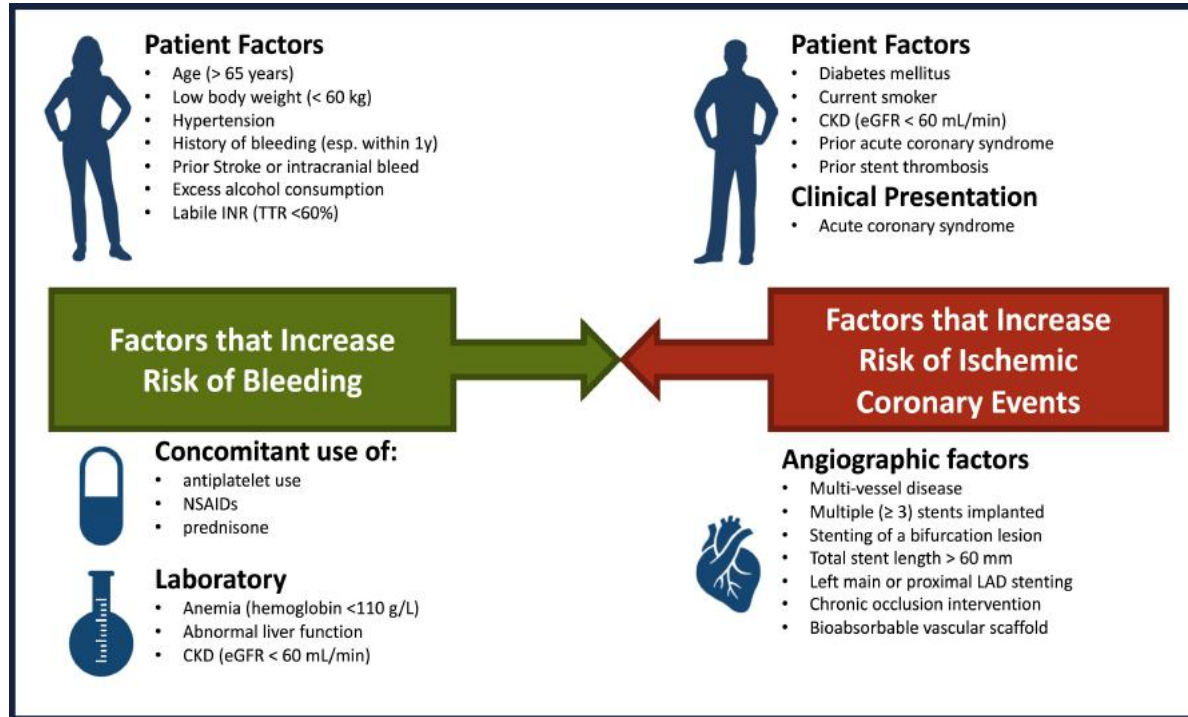 Patient Factors
• Age (> 65 years)
• Low body weight (< 60 kg)
• Hypertension
• History of bleeding (esp. within 1y)
• Prior Stroke or intracranial bleed
• Excess alcohol consumption
• Labile INR (TTR <60%)
Patient Factors
• Diabetes mellitus
• Current smoker
• CKD (eGFR < 60 mL/min)
• Prior acute coronary syndrome
• Prior stent thrombosis
Clinical Presentation
• Acute coronary syndrome
Factors that Increase
Risk of Bleeding
Factors that Increase
Risk of Ischemic
Coronary Events
Concomitant use of:
• antiplatelet use
• NSAIDs
• prednisone
Laboratory
• Anemia (hemoglobin <110 g/L)
• Abnormal liver function
• CKD (eGFR < 60 mL/min)
Angiographic factors
• Multi-vessel disease
• Multiple (≥ 3) stents implanted
• Stenting of a bifurcation lesion
• Total stent length > 60 mm
• Left main or proximal LAD stenting
• Chronic occlusion intervention
• Bioabsorbable vascular scaffold